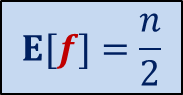 E[f] = n/2